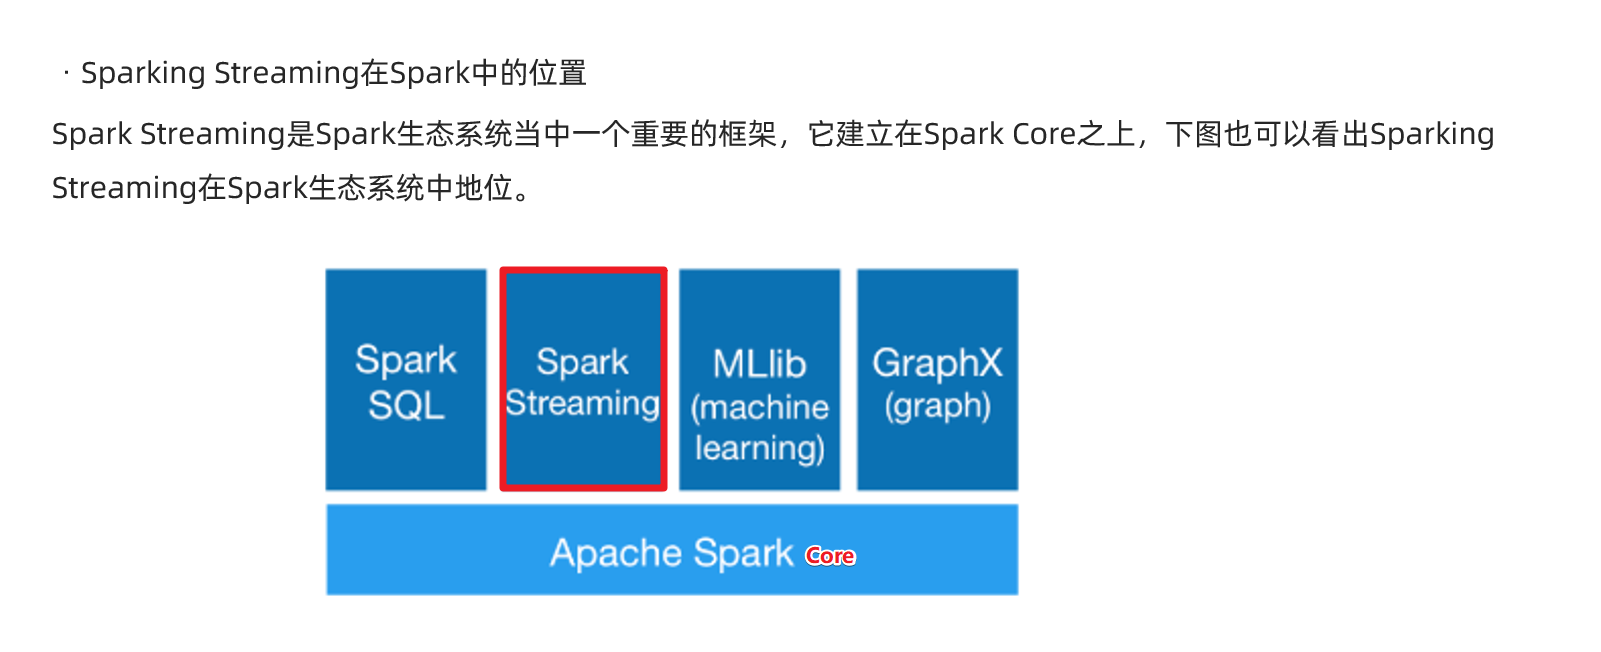 · Sparking Streaming在Spark中的位置
Spark Streaming是Spark生态系统当中一个重要的框架，它建立在Spark Core之上，下图也可以看出Sparking
Streaming在Spark生态系统中地位。
Spark
SQL
Spark
Streaming
MLlib
(machine
learning)
GraphX
(graph)
Apache Spark Core